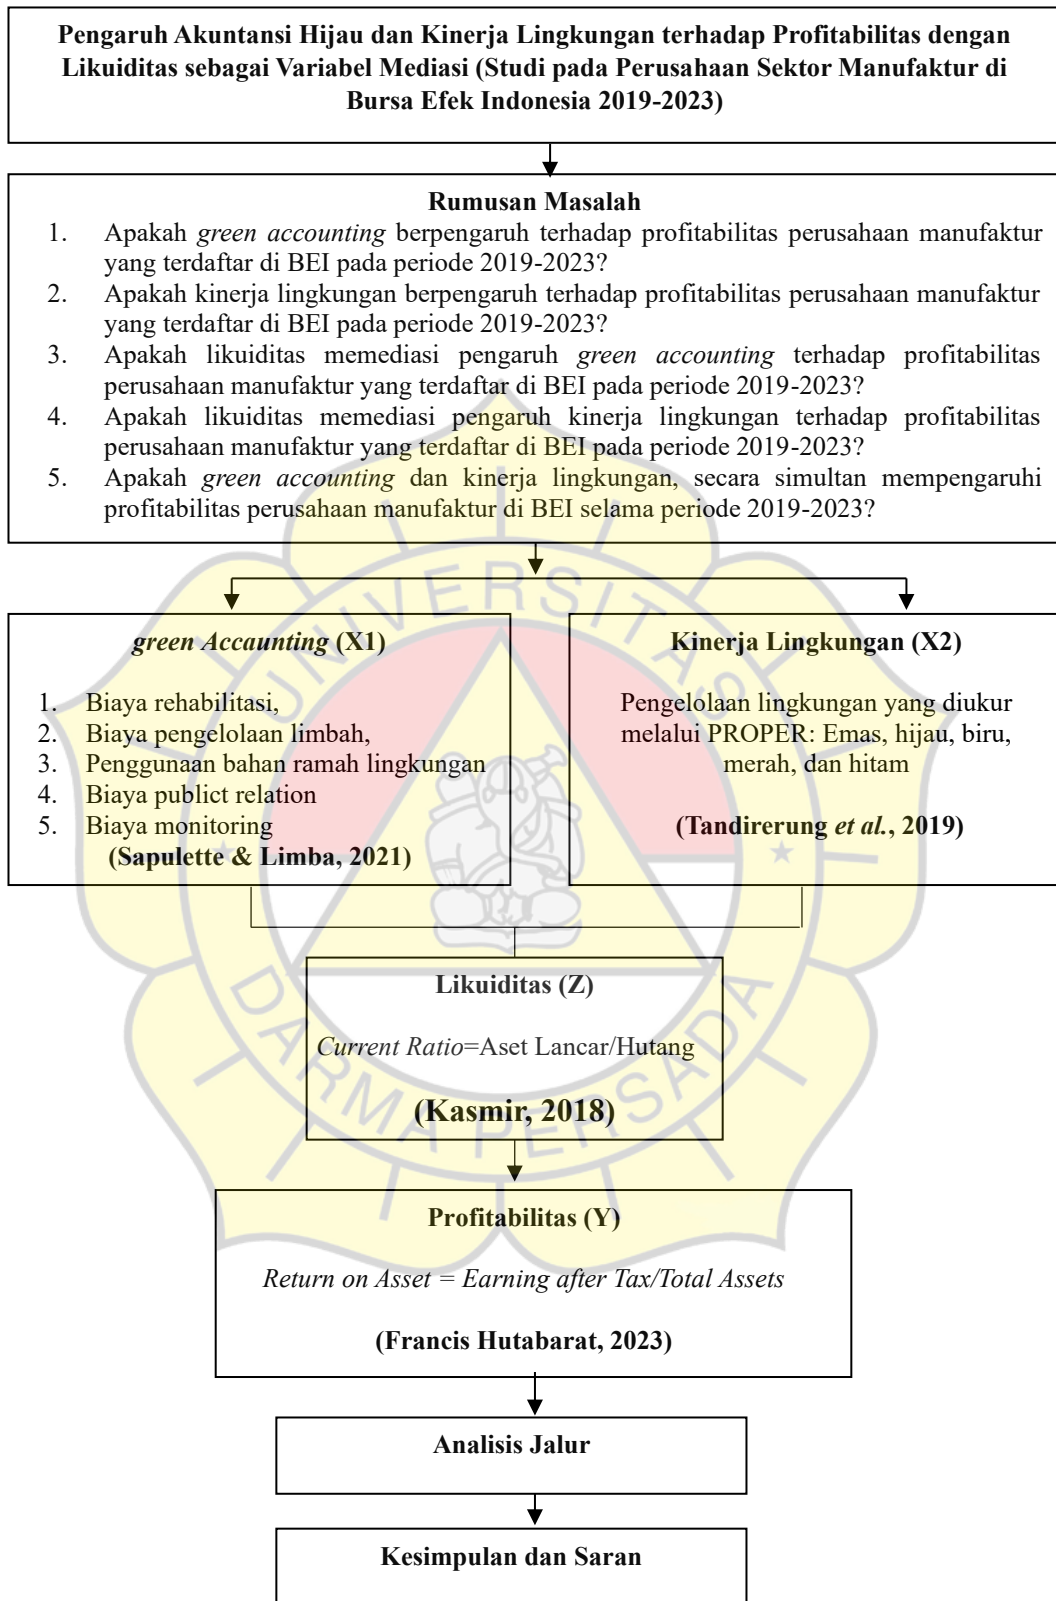 Pengaruh Akuntansi Hijau dan Kinerja Lingkungan terhadap Profitabilitas dengan
Likuiditas sebagai Variabel Mediasi (Studi pada Perusahaan Sektor Manufaktur di
Bursa Efek Indonesia 2019-2023)
Rumusan Masalah
1. Apakah green accounting berpengaruh terhadap profitabilitas perusahaan manufaktur
yang terdaftar di BEI pada periode 2019-2023?
2. Apakah kinerja lingkungan berpengaruh terhadap profitabilitas perusahaan manufaktur
yang terdaftar di BEI pada periode 2019-2023?
3. Apakah likuiditas memediasi pengaruh green accounting terhadap profitabilitas
perusahaan manufaktur yang terdaftar di BEI pada periode 2019-2023?
4. Apakah likuiditas memediasi pengaruh kinerja lingkungan terhadap profitabilitas
perusahaan manufaktur yang terdaftar di BEI pada periode 2019-2023?
5. Apakah green accounting dan kinerja lingkungan, secara simultan mempengaruhi
profitabilitas perusahaan manufaktur di BEI selama periode 2019-2023?
green Accaunting (X1)
1. Biaya rehabilitasi,
2. Biaya pengelolaan limbah,
3. Penggunaan bahan ramah lingkungan
4. Biaya publict relation
5. Biaya monitoring
(Sapulette & Limba, 2021)
Kinerja Lingkungan (X2)
Pengelolaan lingkungan yang diukur
melalui PROPER: Emas, hijau, biru,
merah, dan hitam
(Tandirerung et al., 2019)
Likuiditas (Z)
Current Ratio=Aset Lancar/Hutang
(Kasmir, 2018)
Profitabilitas (Y)
Return on Asset = Earning after Tax/Total Assets
(Francis Hutabarat, 2023)
Analisis Jalur
Kesimpulan dan Saran
UNIVERSITAS
DARMA PERSADA